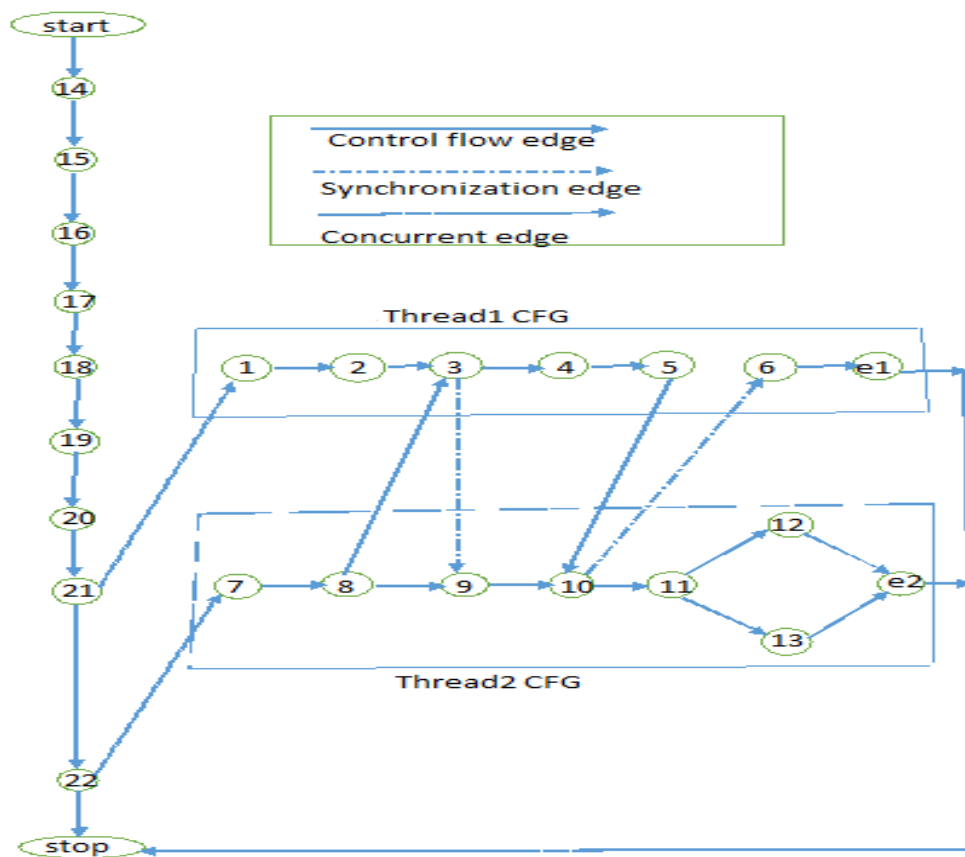 start
14
15
Control flow edge
Synchronization edge
Concurrent edge
16
17
Thread1 CFG
18
1 2 3 4 5 6 e1
19
20
12
21
7 8 9 10 11 e2
13
Thread2 CFG
22
stop